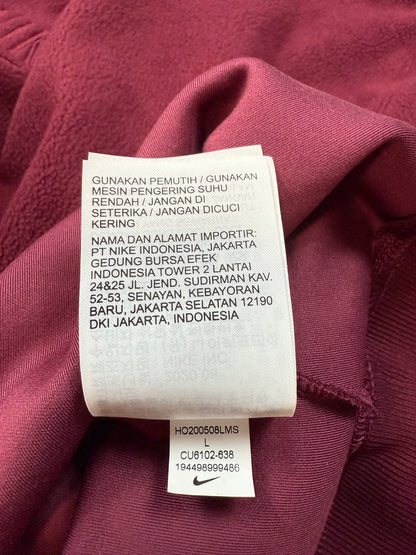 GUNAKAN PEMUTIH / GUNAKAN
MESIN PENGERING SUHU
RENDAH / JANGAN DI
SETERIKA / JANGAN DICUCI
KERING
NAMA DAN ALAMAT IMPORTIR:
PT NIKE INDONESIA, JAKARTA
GEDUNG BURSA EFEK
INDONESIA TOWER 2 LANTAI
24&25 JL. JEND. SUDIRMAN KAV.
52-53, SENAYAN, KEBAYORAN
BARU, JAKARTA SELATAN 12190
DKI JAKARTA, INDONESIA
HO200508LMS
L
CU6102-638
194498999486